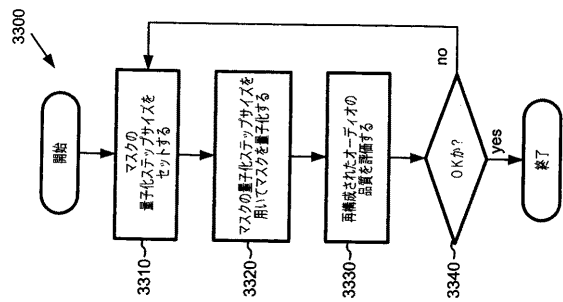 3300
開始
マスクの
量子化ステップサイズを
セットする
3310
マスクの量子化ステップサイズを
用いてマスクを量子化する
3320
再構成されたオーディオの
品質を評価する
3330
OKか?
3340
no
yes
終了